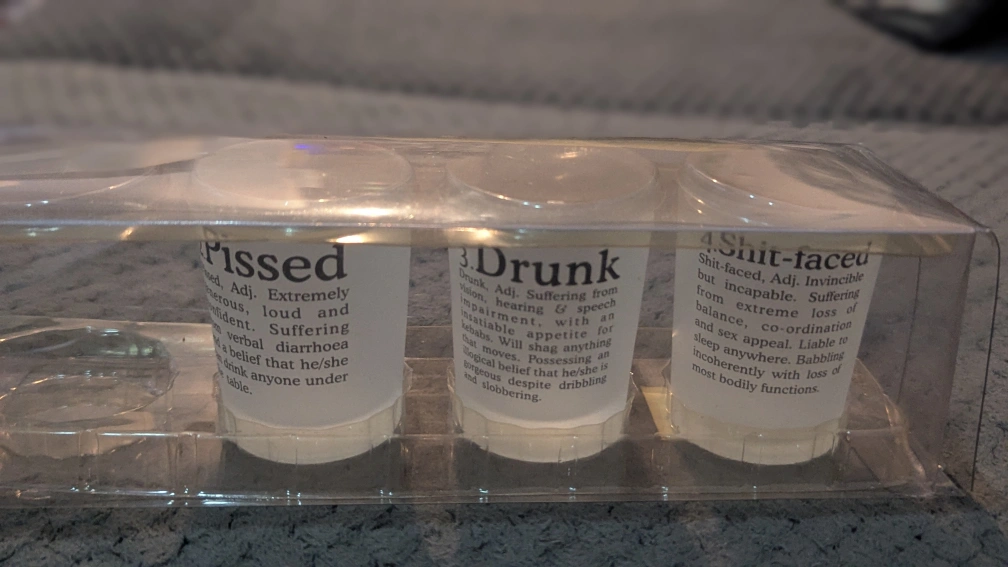 Pissed
Adj. Extremely
loud and
Suffering
verbal diarrhoea
a belief that he/she
drink anyone under
table.
3.Drunk
Drunk, Adj. Suffering from
vision, hearing & speech
impairment, with an
insatiable appetite for
kebabs. Will shag anything
that moves. Possessing an
illogical belief that he/she is
gorgeous despite dribbling
and slobbering.
4.Shit-faced
Shit-faced, Adj. Invincible
but incapable. Suffering
from extreme loss of
balance, co-ordination
and sex appeal. Liable to
sleep anywhere. Babbling
incoherently with loss of
most bodily functions.